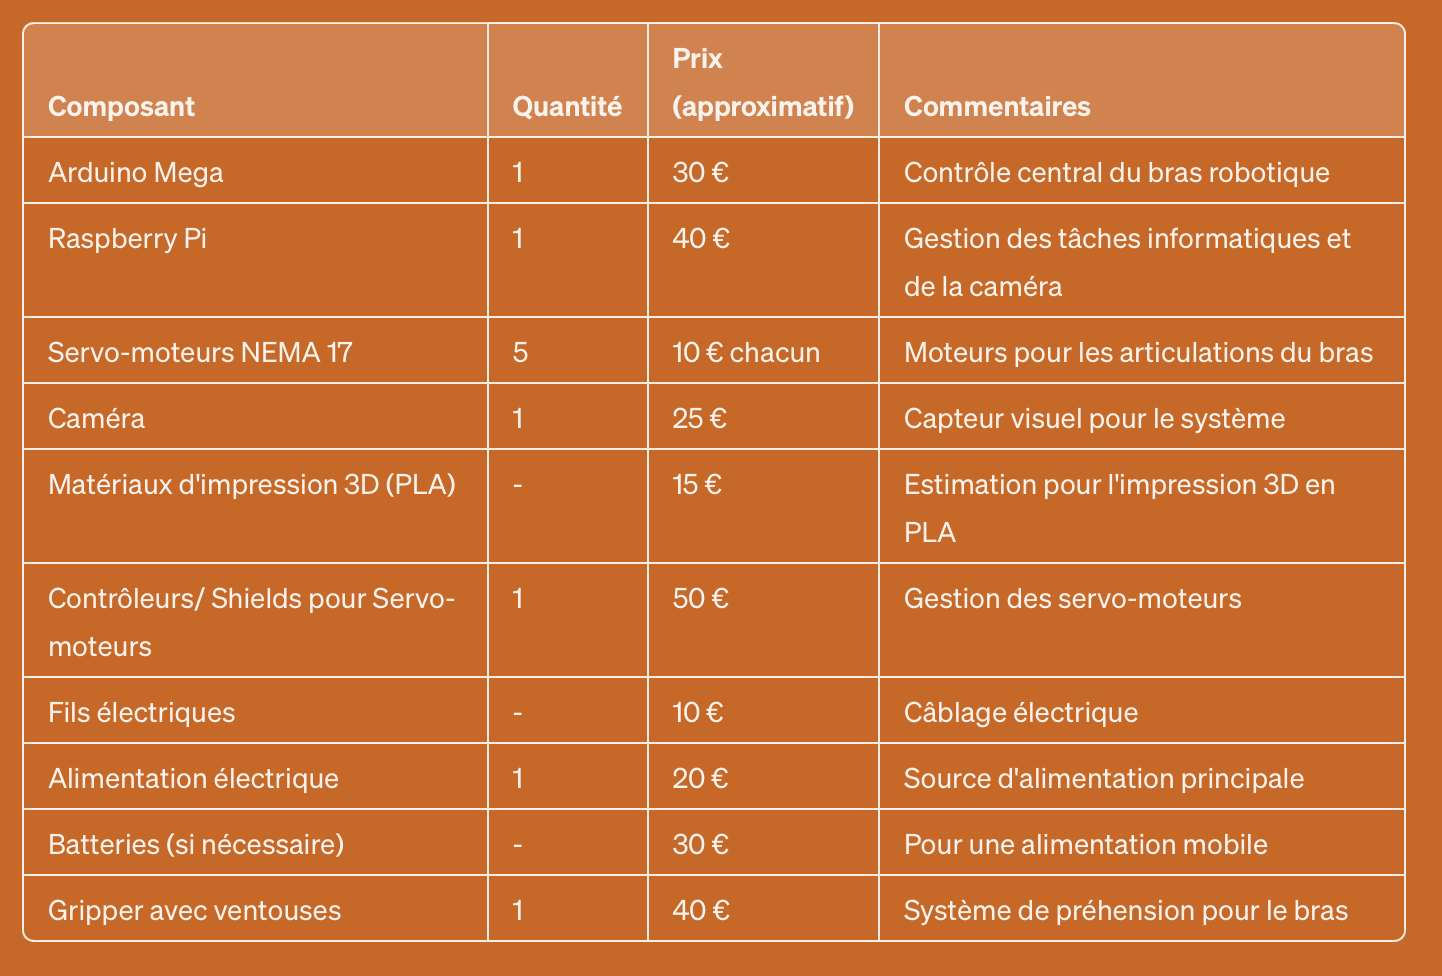 Composant Quantité Prix (approximatif) Commentaires
Arduino Mega 1 30 € Contrôle central du bras robotique
Raspberry Pi 1 40 € Gestion des tâches informatiques et
de la caméra
Servo-moteurs NEMA 17 5 10 € chacun Moteurs pour les articulations du bras
Caméra 1 25 € Capteur visuel pour le système
Matériaux d'impression 3D (PLA) - 15 € Estimation pour l'impression 3D en
PLA
Contrôleurs/ Shields pour Servo-
moteurs 1 50 € Gestion des servo-moteurs
Fils électriques - 10 € Câblage électrique
Alimentation électrique 1 20 € Source d'alimentation principale
Batteries (si nécessaire) - 30 € Pour une alimentation mobile
Gripper avec ventouses 1 40 € Système de préhension pour le bras